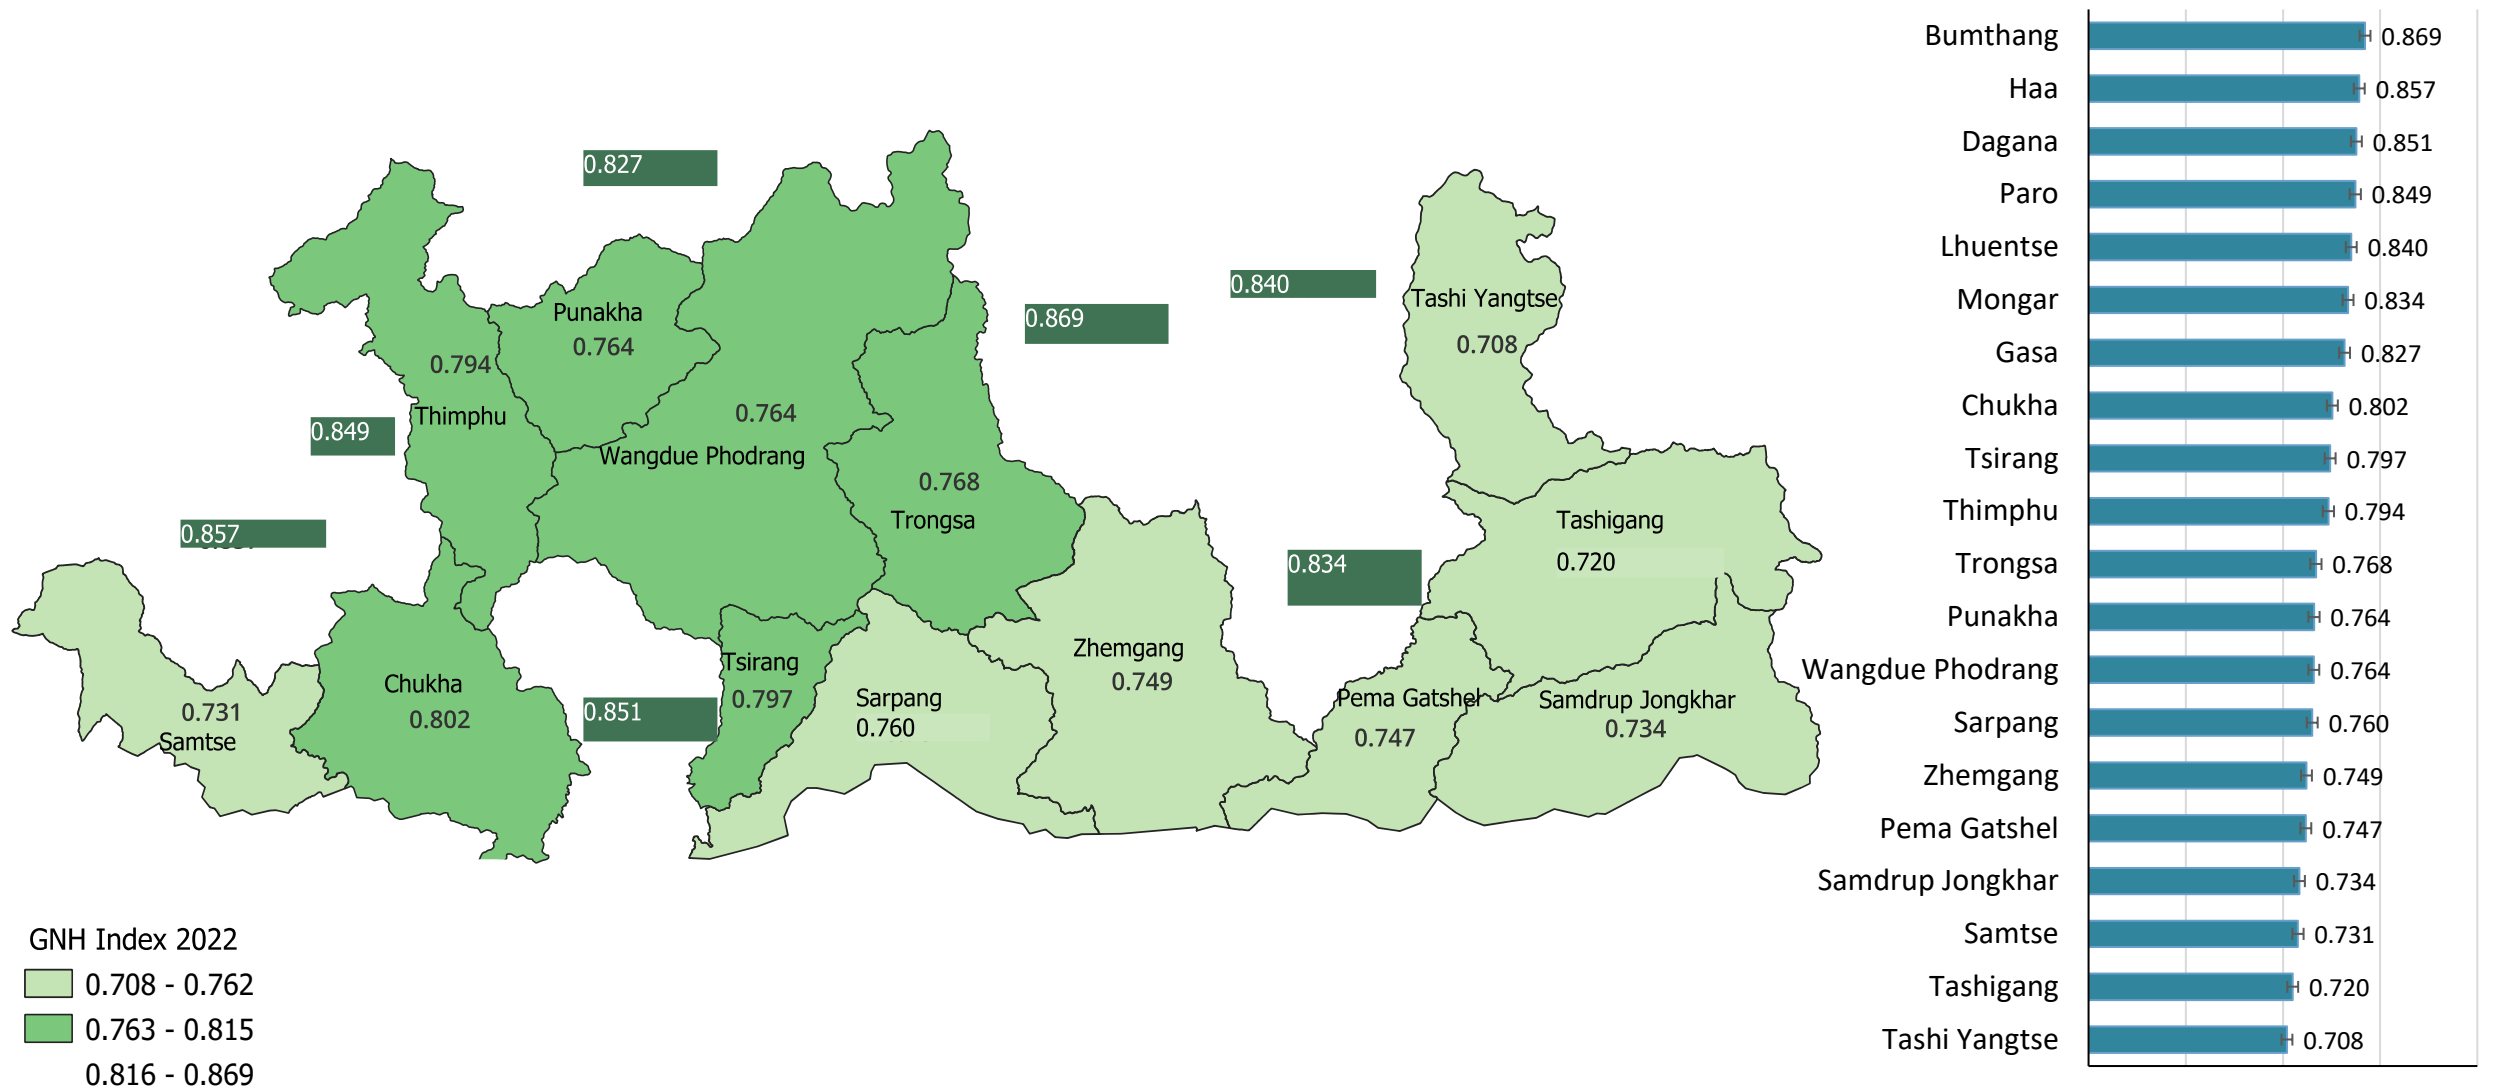 0.827
Punakha
0.764
0.794
Thimphu
0.849
0.857
0.764
Wangdue Phodrang
0.869
0.840
0.768
Trongsa
Tashi Yangtse
0.708
Tashigang
0.720
0.834
Zhemgang
0.749
Tsirang
0.797
Sarpang
0.760
0.851
Chukha
0.802
0.731
Samtse
Pema Gatshel
0.747
Samdrup Jongkhar
0.734
GNH Index 2022
0.708 - 0.762
0.763 - 0.815
0.816 - 0.869
Bumthang 0.869
Haa 0.857
Dagana 0.851
Paro 0.849
Lhuentse 0.840
Mongar 0.834
Gasa 0.827
Chukha 0.802
Tsirang 0.797
Thimphu 0.794
Trongsa 0.768
Punakha 0.764
Wangdue Phodrang 0.764
Sarpang 0.760
Zhemgang 0.749
Pema Gatshel 0.747
Samdrup Jongkhar 0.734
Samtse 0.731
Tashigang 0.720
Tashi Yangtse 0.708